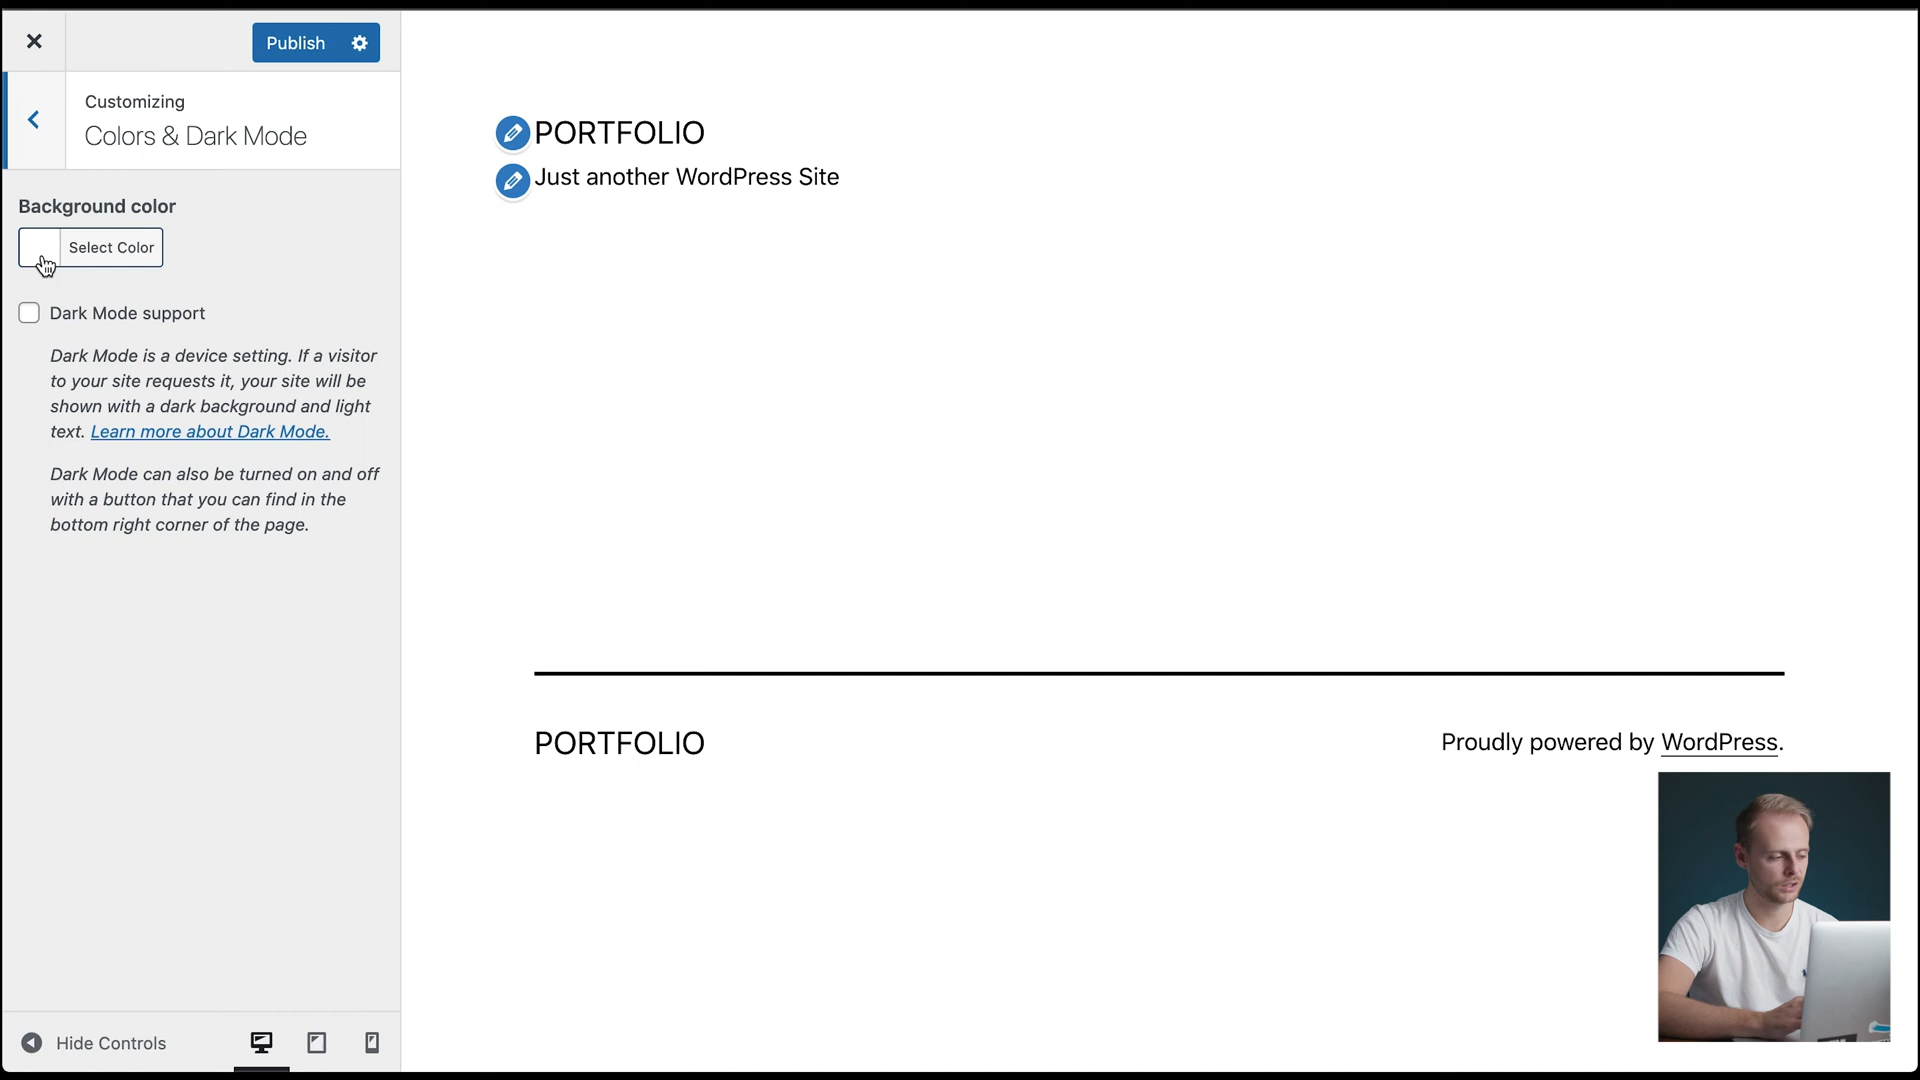 Publish
Customizing
Colors & Dark Mode
Background color
Select Color
Dark Mode support
Dark Mode is a device setting. If a visitor
to your site requests it, your site will be
shown with a dark background and light
text. Learn more about Dark Mode.
Dark Mode can also be turned on and off
with a button that you can find in the
bottom right corner of the page.
Hide Controls
PORTFOLIO
Just another WordPress Site
PORTFOLIO
Proudly powered by WordPress.